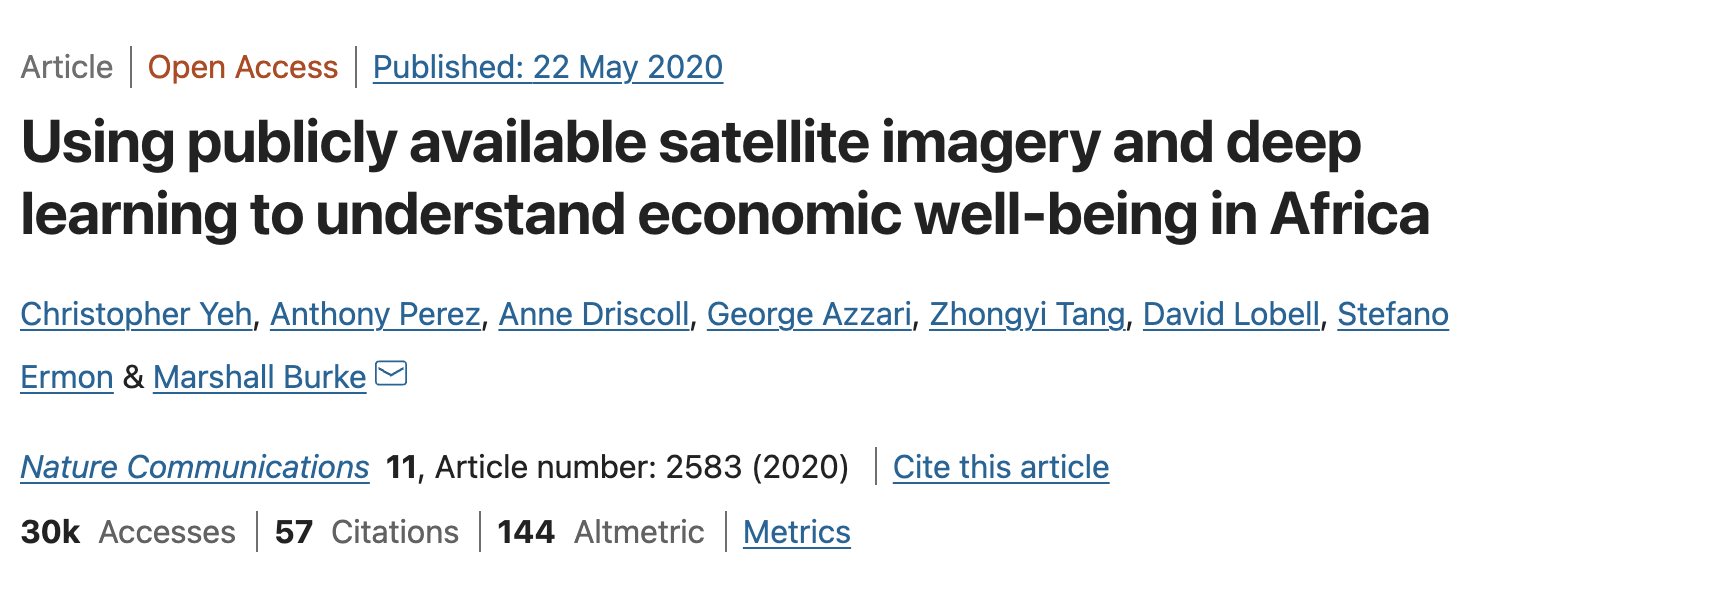 Article | Open Access | Published: 22 May 2020
Using publicly available satellite imagery and deep
learning to understand economic well-being in Africa
Christopher Yeh, Anthony Perez, Anne Driscoll, George Azzari, Zhongyi Tang, David Lobell, Stefano
Ermon & Marshall Burke
Nature Communications 11, Article number: 2583 (2020) | Cite this article
30k Accesses | 57 Citations | 144 Altmetric | Metrics